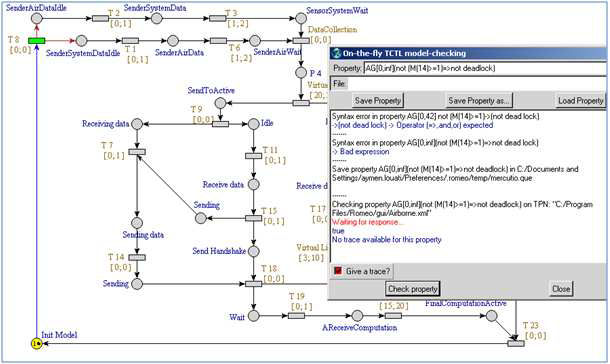 SenderAirDataIdle
T 2
[0;1]
SenderSystemData
T 3
[1,2]
SensorSystemWait
T 8
[0;0]
DataCollection
[0,0]
SenderSystemDataIdle
T 1
[0;1]
SenderAirData
T 6
[1,2]
SenderAirWait
P 4
Virtual
[20,
SendToActive
T 9
[0;0]
Receiving data
Idle
T 7
[0,1]
T 11
[0;1]
Receive data
Sending
T 15
[0;1]
T 17
[0;1
Sending data
Send Handshake
Virtual Li
[3;10]
T 14
[0;0]
Sending
T 18
[0;0]
Wait
T 19
[0;1]
AReceiveComputation
[15,20]
FinalComputationActive
T 23
[0;0]
Init Model
1
On-the-fly TCTL model-checking
Property: AG[0,inf](not (M(14)>=1)=>not deadlock)
File
Save Property
Save Property as...
Load Property
Syntax error in property AG[0,42] not (M(14)>=1)->(not dead lock)
->(not dead lock) -> Operator (=>,and,or) expected
-------
Syntax error in property AG[0,inf](not (M(14)>=1)=>not dead lock)
-> Bad expression
-------
Save property AG[0,inf](not (M(14)>=1)=>not deadlock) in C:/Documents and
Settings/aymen.louati/Preferences/.romeo/temp/mercutio.que
-------
Checking property AG[0,inf](not (M(14)>=1)=>not deadlock) on TPN: "C:/Program
Files/Romeo/gui/Airborne.xml"
Waiting for response...
true
No trace available for this property
Give a trace?
Check property
Close